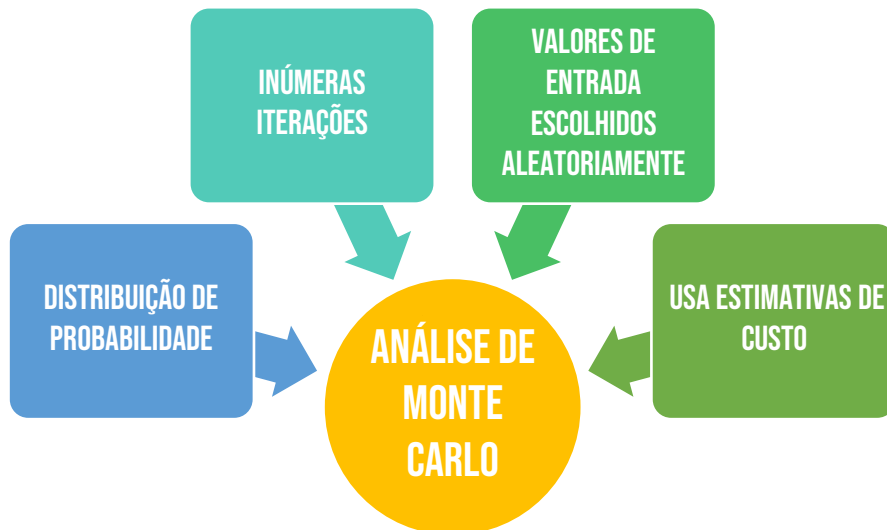 INÚMERAS
ITERAÇÕES
VALORES DE
ENTRADA
ESCOLHIDOS
ALEATORIAMENTE
DISTRIBUIÇÃO DE
PROBABILIDADE
USA ESTIMATIVAS DE
CUSTO
ANÁLISE DE
MONTE
CARLO